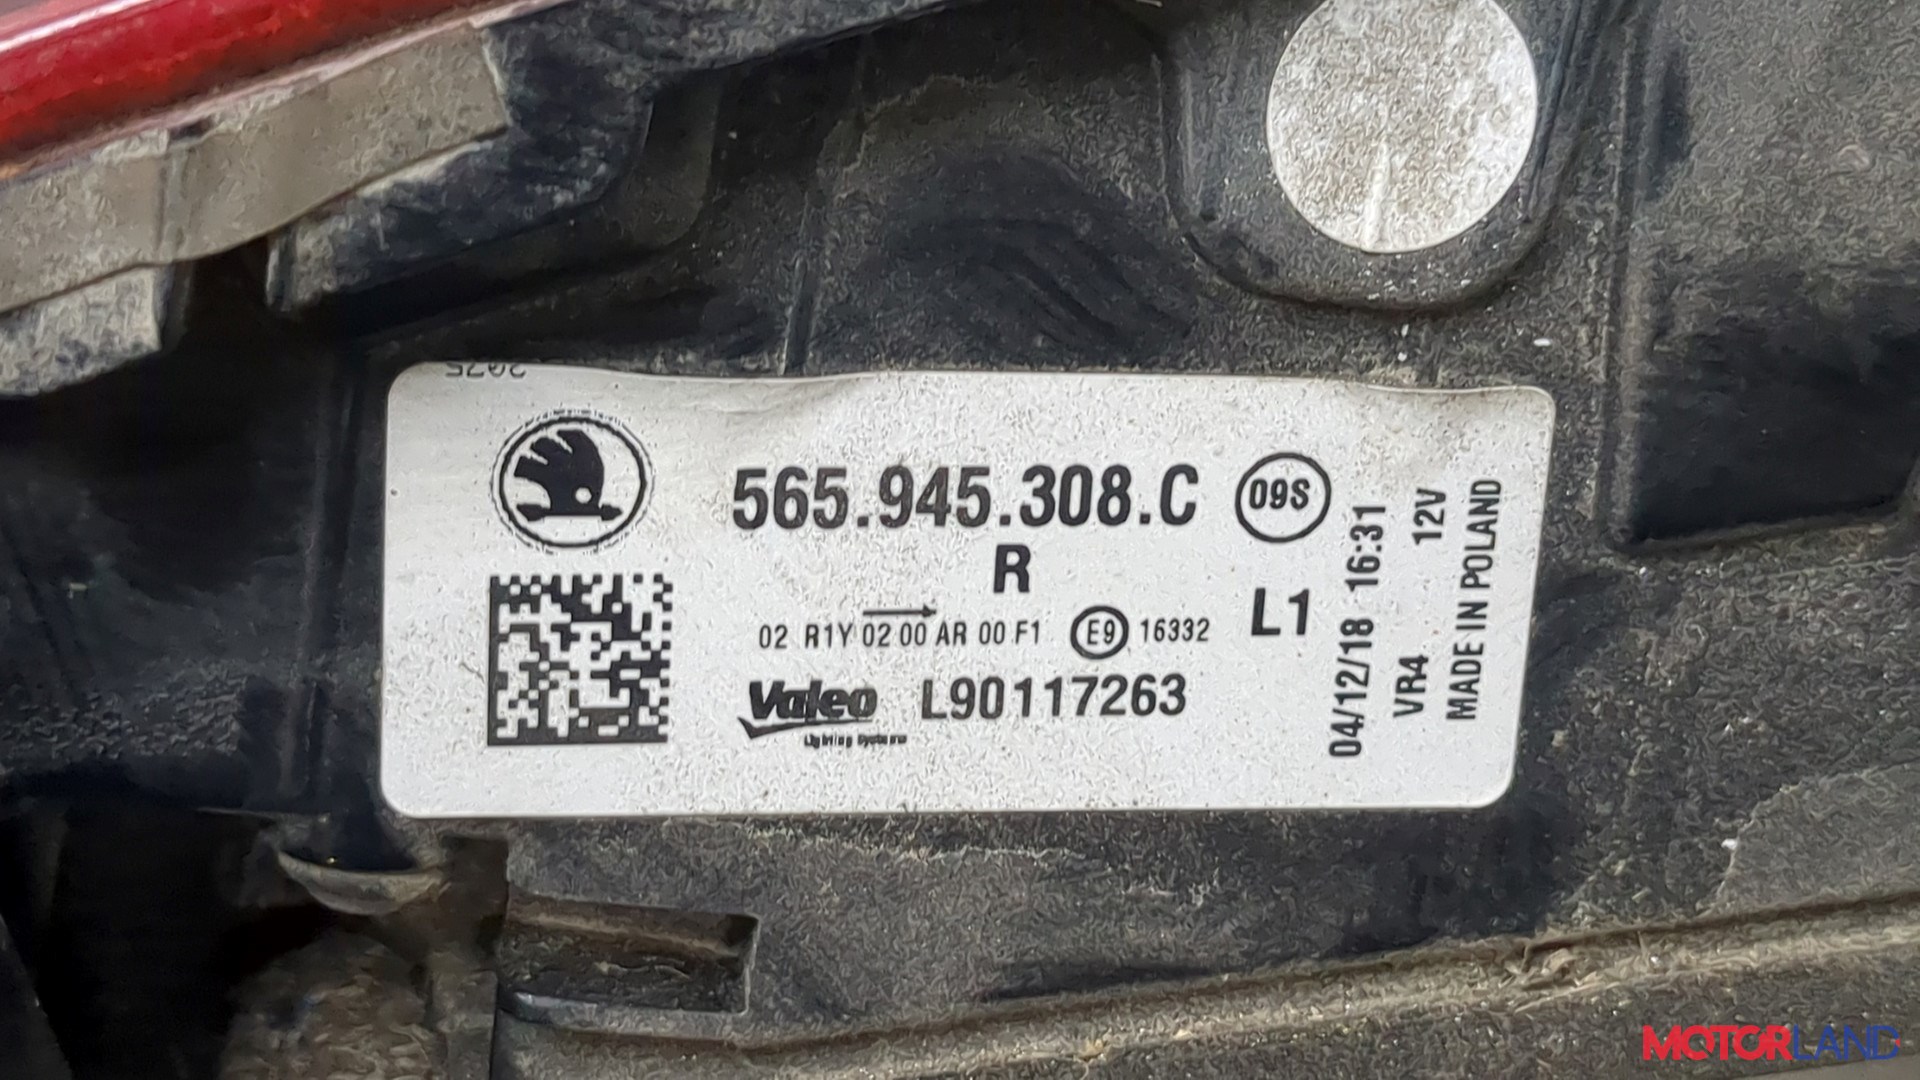 565.945.308.C
09S
R
02 R1Y 02 00 AR 00 F1 E9 16332
L1
Valeo L90117263
Lighting Systems
04/12/18 16:31
VR4 12V
MADE IN POLAND
MOTORLAND